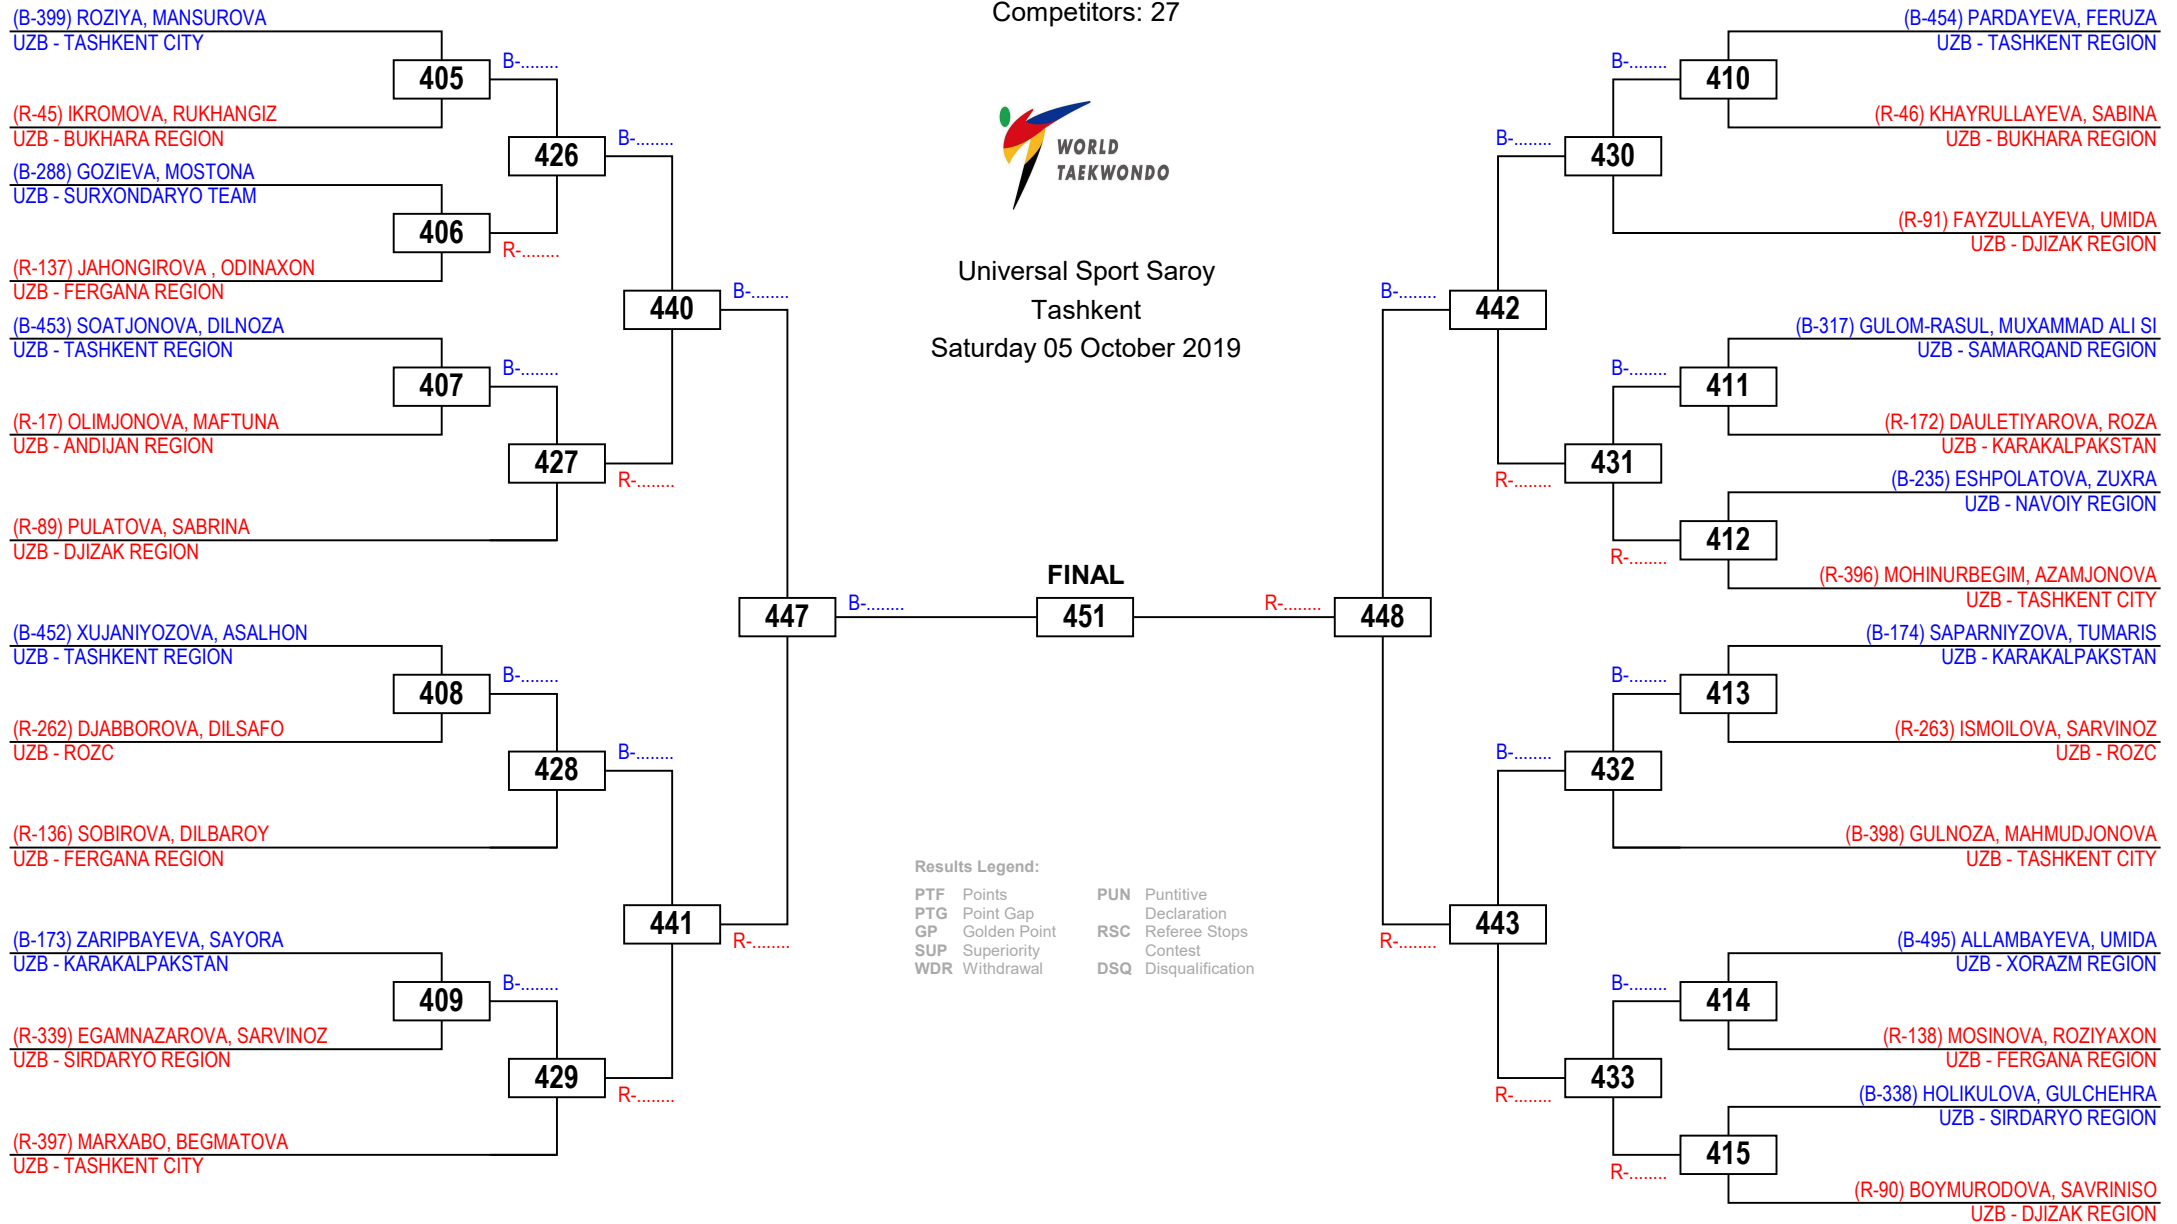 Competitors: 27
WORLD
TAEKWONDO
Universal Sport Saroy
Tashkent
Saturday 05 October 2019
(B-399) ROZIYA, MANSUROVA
UZB - TASHKENT CITY
405
B-........
(R-45) IKROMOVA, RUKHANGIZ
UZB - BUKHARA REGION
426
B-........
(B-288) GOZIEVA, MOSTONA
UZB - SURXONDARYO TEAM
406
R-........
(R-137) JAHONGIROVA , ODINAXON
UZB - FERGANA REGION
440
B-........
(B-453) SOATJONOVA, DILNOZA
UZB - TASHKENT REGION
407
B-........
(R-17) OLIMJONOVA, MAFTUNA
UZB - ANDIJAN REGION
427
R-........
(R-89) PULATOVA, SABRINA
UZB - DJIZAK REGION
447
B-........
(B-452) XUJANIYOZOVA, ASALHON
UZB - TASHKENT REGION
408
B-........
(R-262) DJABBOROVA, DILSAFO
UZB - ROZC
428
B-........
(R-136) SOBIROVA, DILBAROY
UZB - FERGANA REGION
441
R-........
(B-173) ZARIPBAYEVA, SAYORA
UZB - KARAKALPAKSTAN
409
B-........
(R-339) EGAMNAZAROVA, SARVINOZ
UZB - SIRDARYO REGION
429
R-........
(R-397) MARXABO, BEGMATOVA
UZB - TASHKENT CITY
FINAL
451
(B-454) PARDAYEVA, FERUZA
UZB - TASHKENT REGION
B-........
410
(R-46) KHAYRULLAYEVA, SABINA
UZB - BUKHARA REGION
B-........
430
(R-91) FAYZULLAYEVA, UMIDA
UZB - DJIZAK REGION
B-........
442
(B-317) GULOM-RASUL, MUXAMMAD ALI SI
UZB - SAMARQAND REGION
B-........
411
(R-172) DAULETIYAROVA, ROZA
UZB - KARAKALPAKSTAN
R-........
431
(B-235) ESHPOLATOVA, ZUXRA
UZB - NAVOIY REGION
R-........
412
(R-396) MOHINURBEGIM, AZAMJONOVA
UZB - TASHKENT CITY
R-........
448
(B-174) SAPARNIYZOVA, TUMARIS
UZB - KARAKALPAKSTAN
B-........
413
(R-263) ISMOILOVA, SARVINOZ
UZB - ROZC
B-........
432
(B-398) GULNOZA, MAHMUDJONOVA
UZB - TASHKENT CITY
R-........
443
(B-495) ALLAMBAYEVA, UMIDA
UZB - XORAZM REGION
B-........
414
(R-138) MOSINOVA, ROZIYAXON
UZB - FERGANA REGION
R-........
433
(B-338) HOLIKULOVA, GULCHEHRA
UZB - SIRDARYO REGION
R-........
415
(R-90) BOYMURODOVA, SAVRINISO
UZB - DJIZAK REGION
Results Legend:
PTF Points
PTG Point Gap
GP Golden Point
SUP Superiority
WDR Withdrawal
PUN Puntitive
Declaration
RSC Referee Stops
Contest
DSQ Disqualification